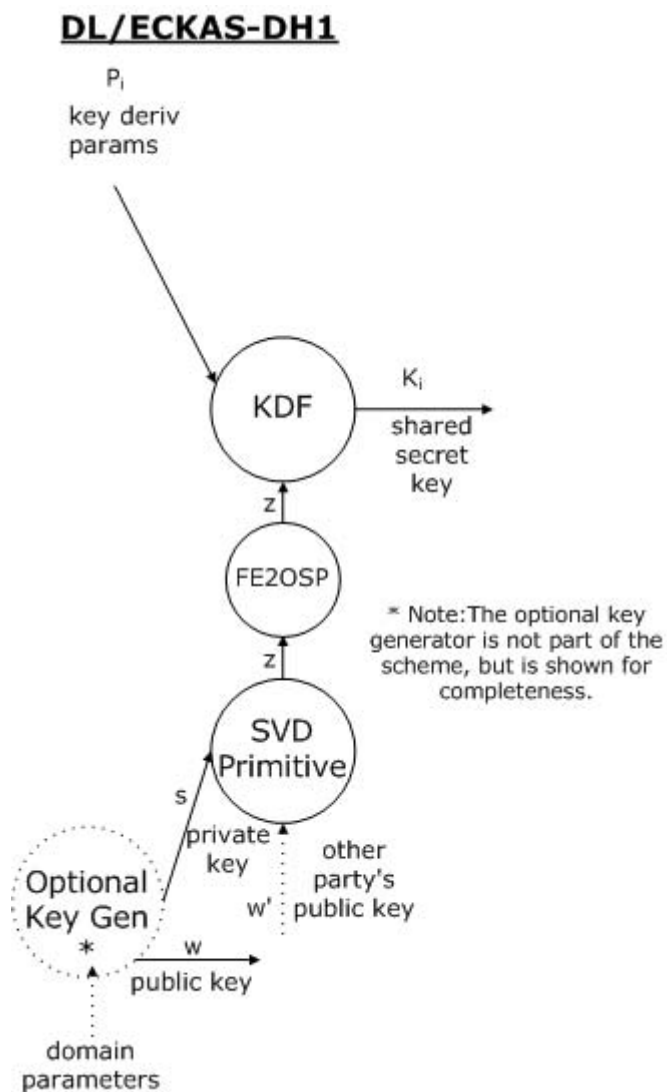 DL/ECKAS-DH1
Pi
key deriv
params
KDF
Ki
shared
secret
key
z
FE2OSP
* Note:The optional key
generator is not part of the
scheme, but is shown for
completeness.
z
SVD
Primitive
s
private
key
other
party's
public key
w'
Optional
Key Gen
*
w
public key
domain
parameters